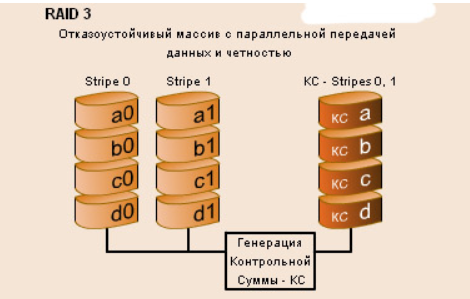 RAID 3
Отказоустойчивый массив с параллельной передачей
данных и четностью
Stripe 0 Stripe 1 КС - Stripes 0, 1
a0 a1 КС a
b0 b1 КС b
c0 c1 КС c
d0 d1 КС d
Генерация
Контрольной
Суммы - КС